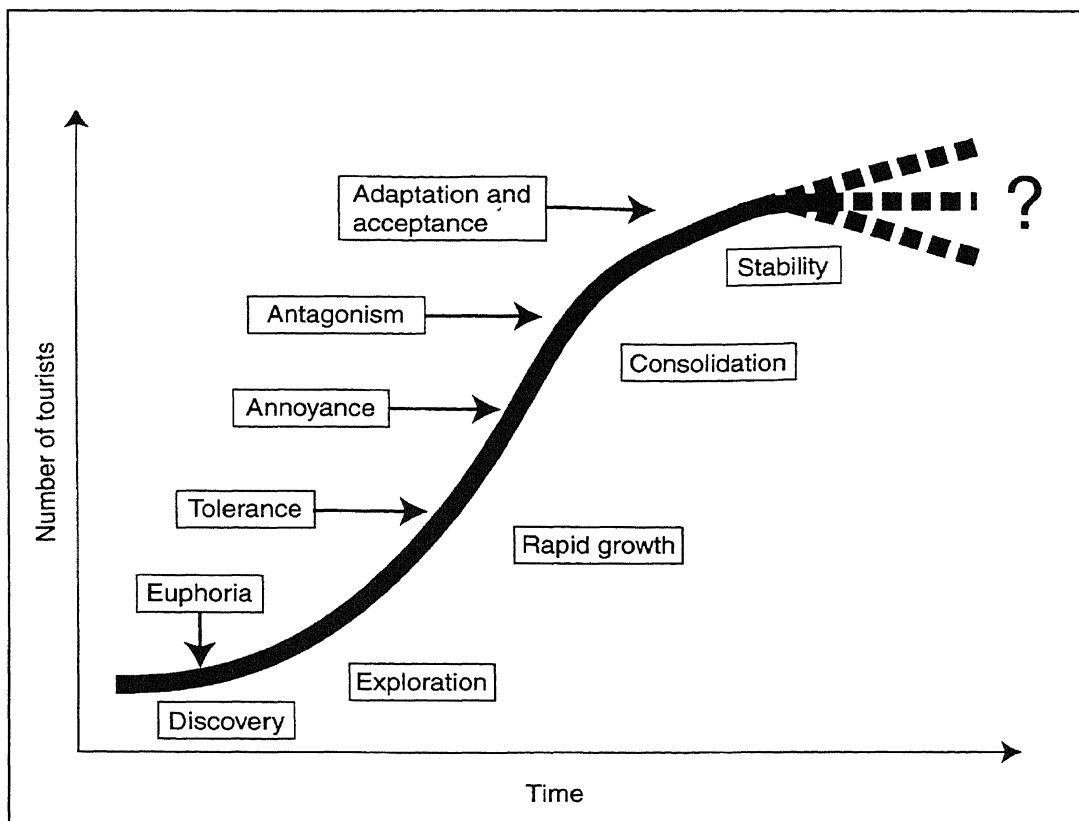 Adaptation and
acceptance
?
Stability
Antagonism
Consolidation
Annoyance
Number of tourists
Tolerance
Rapid growth
Euphoria
Exploration
Discovery
Time